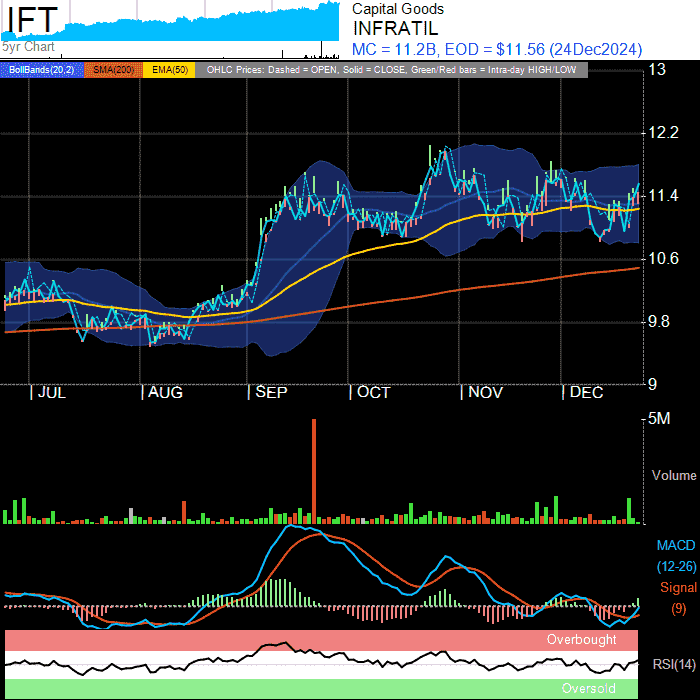 IFT
5yr Chart
Capital Goods
INFRATIL
MC = 11.2B, EOD = $11.56 (24Dec2024)
BollBands(20,2) SMA(200) EMA(50) OHLC Prices: Dashed = OPEN, Solid = CLOSE, Green/Red bars = Intra-day HIGH/LOW
13
12.2
11.4
10.6
9.8
9
| JUL | AUG | SEP | OCT | NOV | DEC
5M
Volume
MACD
(12-26)
Signal
(9)
Overbought
RSI(14)
Oversold